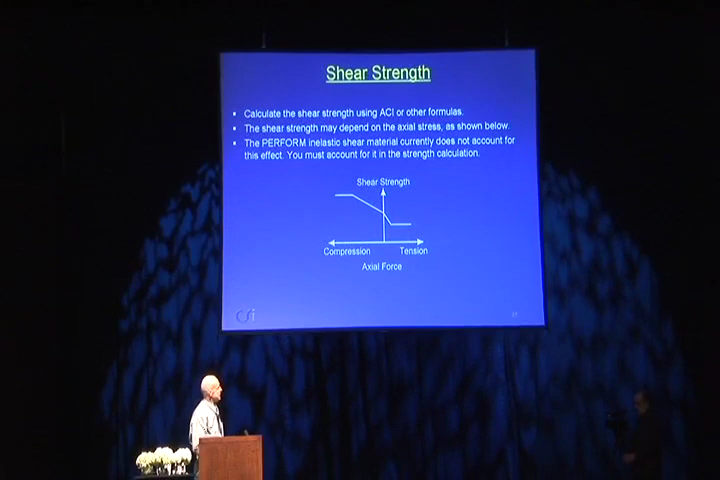 Shear Strength
▪ Calculate the shear strength using ACI or other formulas.
▪ The shear strength may depend on the axial stress, as shown below.
▪ The PERFORM inelastic shear material currently does not account for
this effect. You must account for it in the strength calculation.
Shear Strength
Compression Tension
Axial Force
CSi